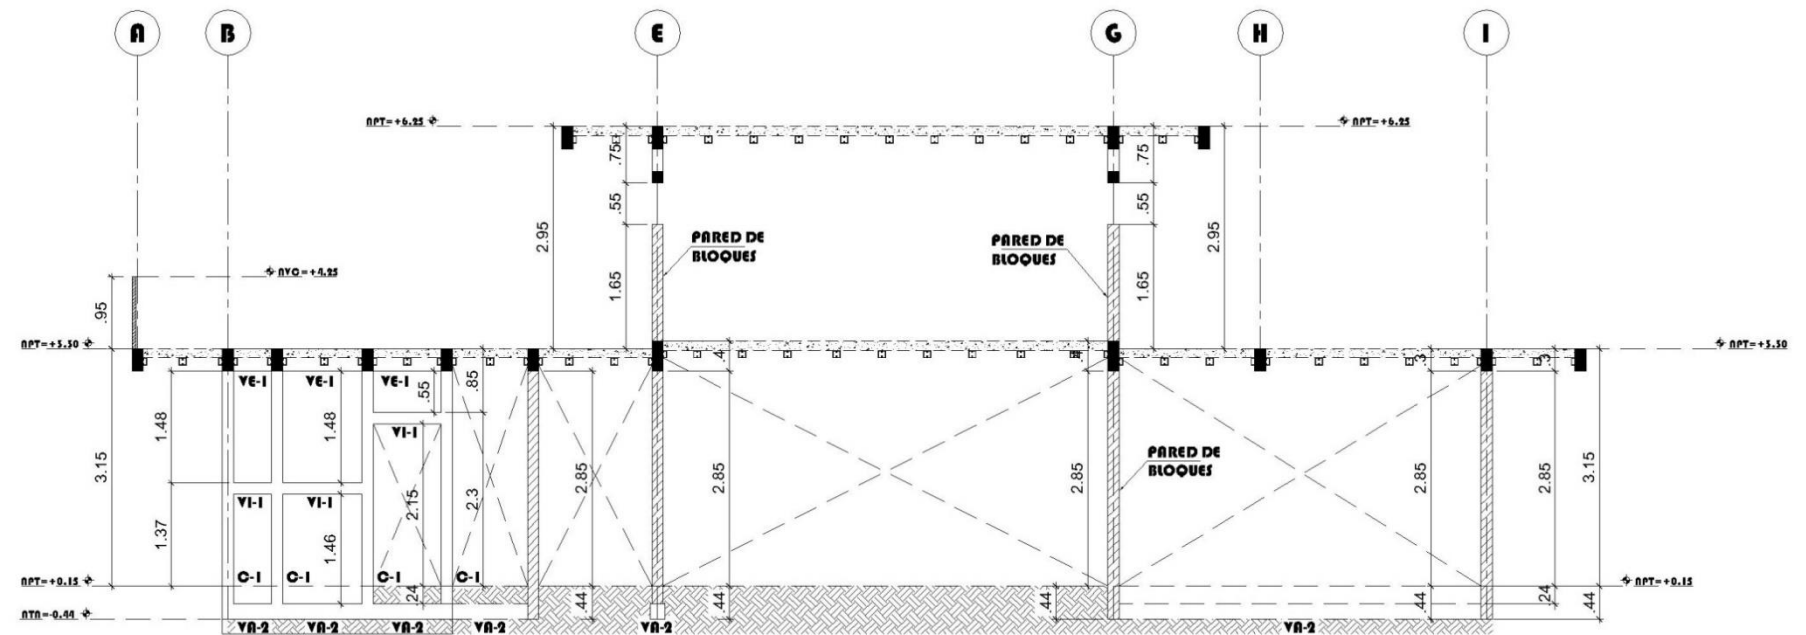 A B E G H I
NPT=+6.25
NPT=+6.25
.75
.75
.55
.55
2.95
2.95
PARED DE
BLOQUES
PARED DE
BLOQUES
NVC=+4.25
1.65
1.65
.95
NPT=+3.30
NPT=+3.30
.4
.3
.3
VE-1 VE-1 VE-1
.55
.85
1.48
1.48
VI-1
3.15
2.85
2.85
2.85
PARED DE
BLOQUES
2.85
2.85
3.15
VI-1 VI-1
2.15
2.3
1.37
1.46
NPT=+0.15
C-1 C-1 C-1 C-1
NPT=+0.15
.24
.44
.44
.44
.44
.24
.44
NTN=-0.44
VA-2 VA-2 VA-2 VA-2 VA-2 VA-2